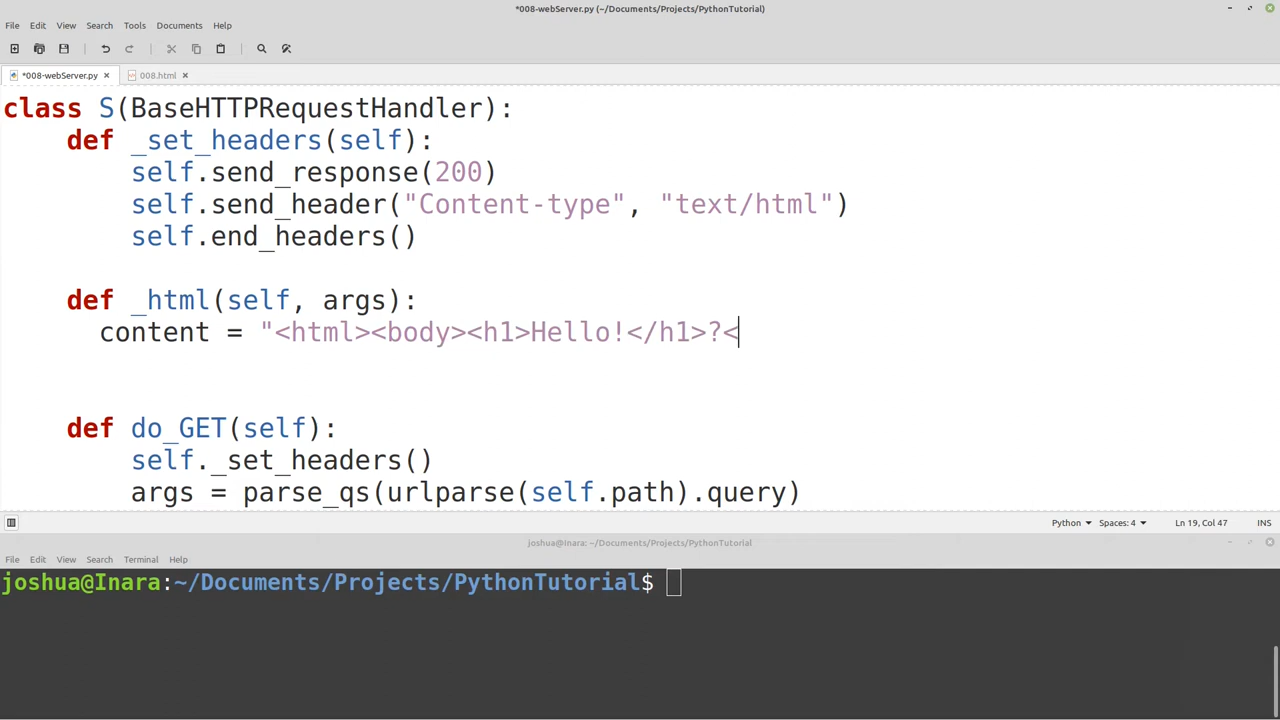 *008-webServer.py (~/Documents/Projects/PythonTutorial)
File Edit View Search Tools Documents Help
*008-webServer.py × 008.html ×
class S(BaseHTTPRequestHandler):
    def _set_headers(self):
        self.send_response(200)
        self.send_header("Content-type", "text/html")
        self.end_headers()
    def _html(self, args):
      content = "<html><body><h1>Hello!</h1>?<
    def do_GET(self):
        self._set_headers()
        args = parse_qs(urlparse(self.path).query)
Python Spaces: 4 Ln 19, Col 47 INS
joshua@Inara: ~/Documents/Projects/PythonTutorial
File Edit View Search Terminal Help
joshua@Inara:~/Documents/Projects/PythonTutorial$